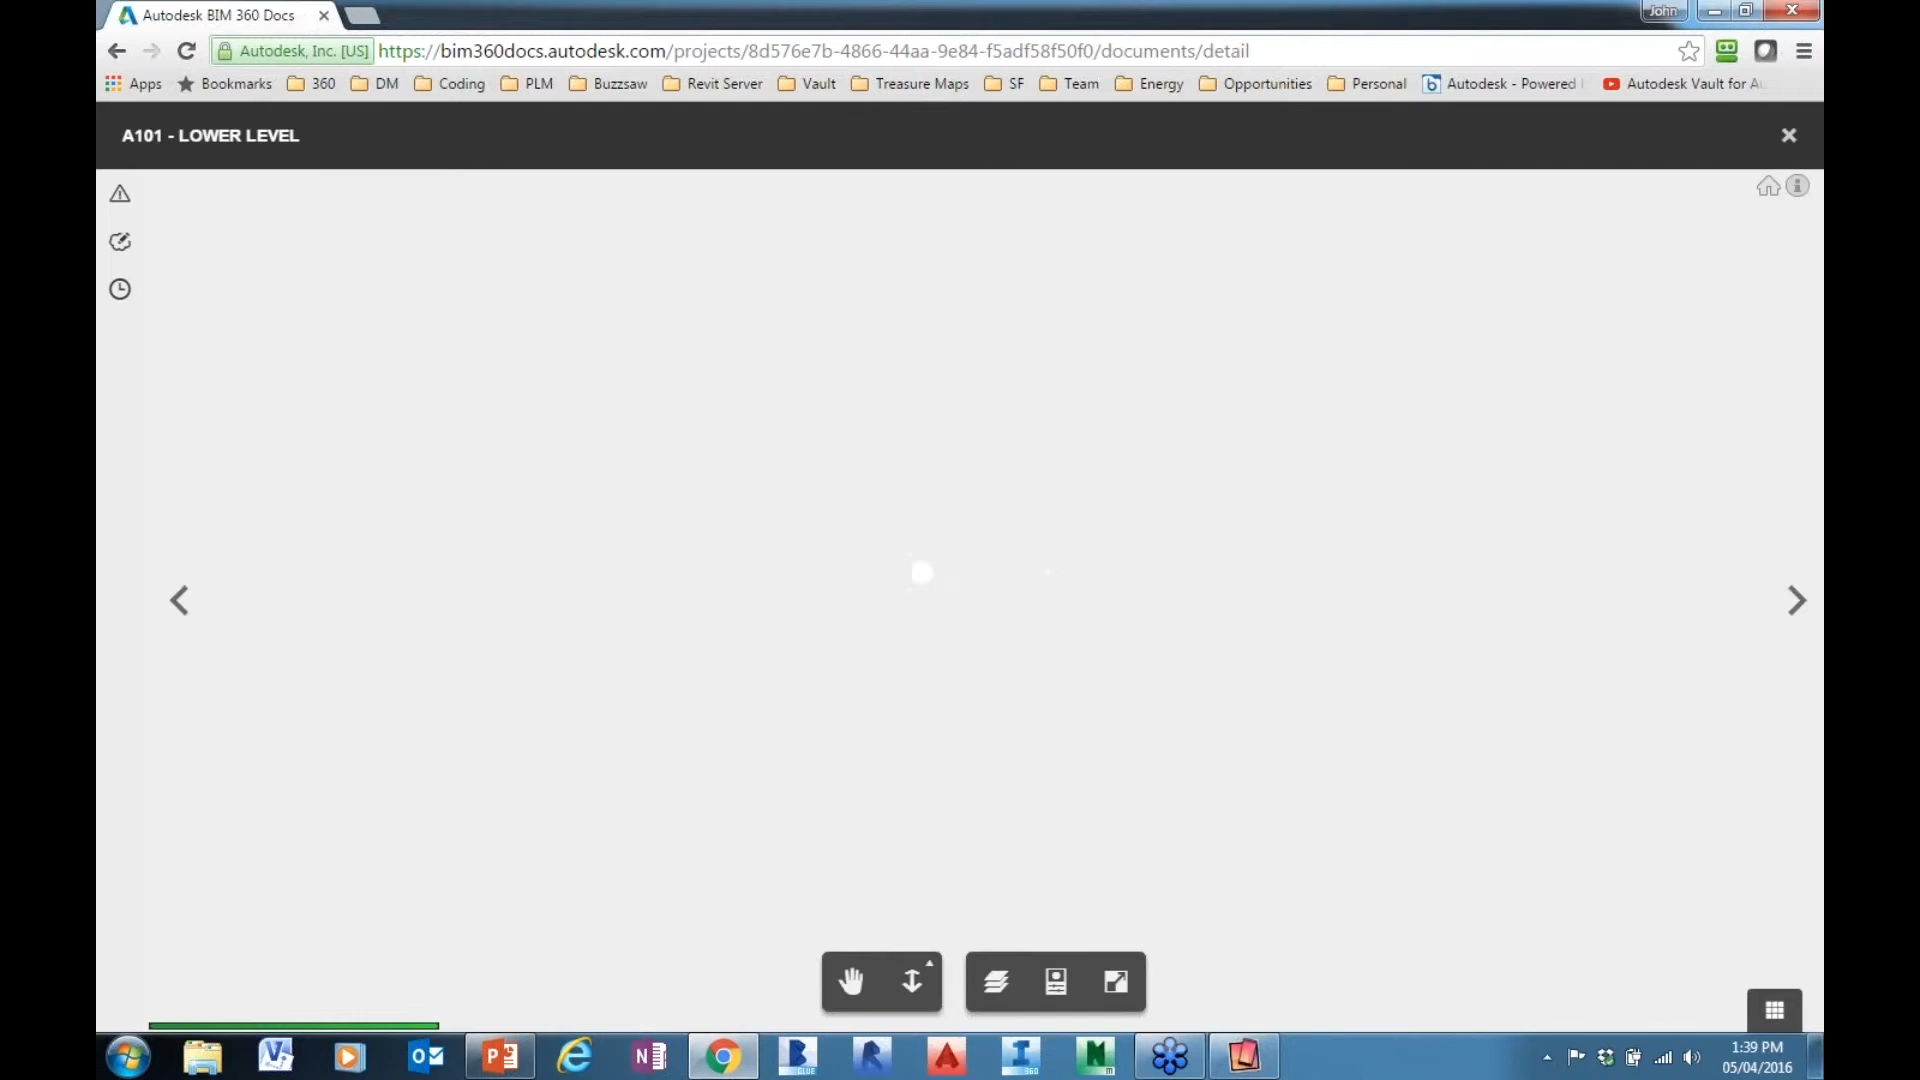 Autodesk BIM 360 Docs
John
Autodesk, Inc. [US] https://bim360docs.autodesk.com/projects/8d576e7b-4866-44aa-9e84-f5adf58f50f0/documents/detail
Apps Bookmarks 360 DM Coding PLM Buzzsaw Revit Server Vault Treasure Maps SF Team Energy Opportunities Personal Autodesk - Powered Autodesk Vault for
A101 - LOWER LEVEL
1:39 PM
05/04/2016